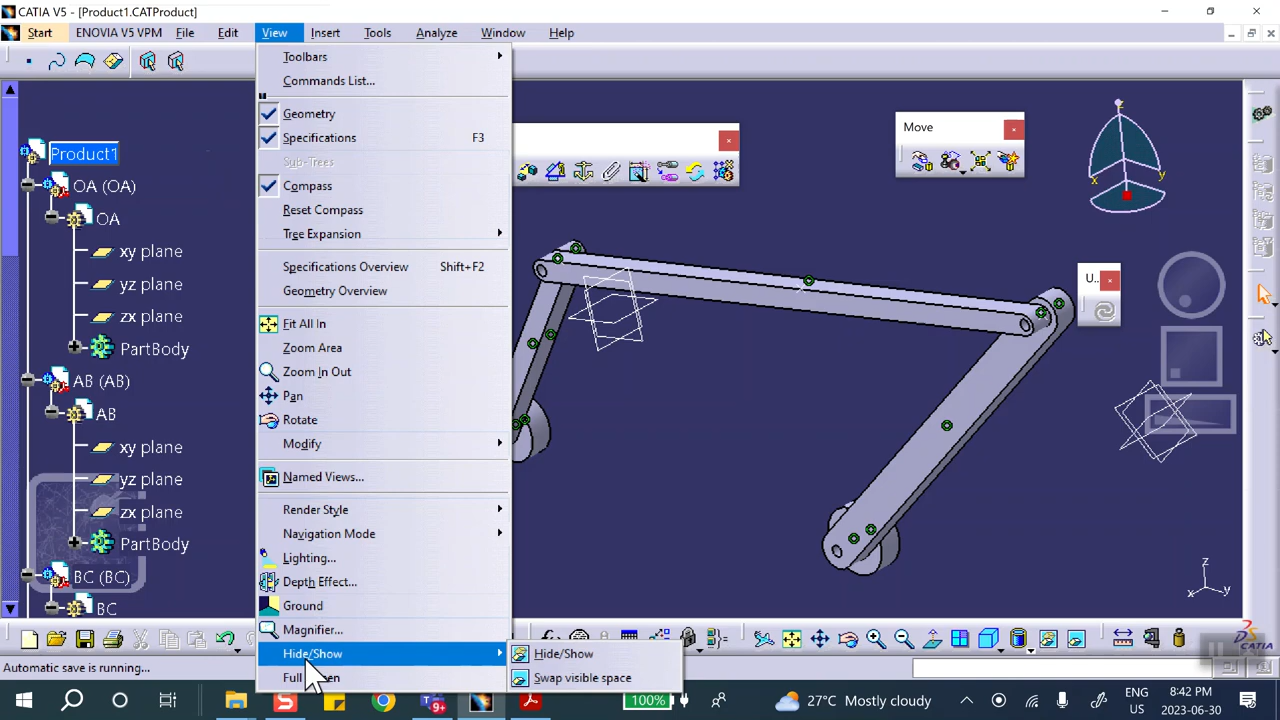 CATIA V5 - [Product1.CATProduct]
Start ENOVIA V5 VPM File Edit View Insert Tools Analyze Window Help
Toolbars
Commands List...
Geometry
Specifications F3
Sub-Trees
Compass
Reset Compass
Tree Expansion
Specifications Overview Shift+F2
Geometry Overview
Fit All In
Zoom Area
Zoom In Out
Pan
Rotate
Modify
Named Views...
Render Style
Navigation Mode
Lighting...
Depth Effect...
Ground
Magnifier...
Hide/Show
Hide/Show
Swap visible space
Product1
OA (OA)
OA
xy plane
yz plane
zx plane
PartBody
AB (AB)
AB
xy plane
yz plane
zx plane
PartBody
BC (BC)
BC
Move
U..
z
x
y
z
x
y
Automatic save is running...
100%
27°C Mostly cloudy
ENG
US
8:42 PM
2023-06-30